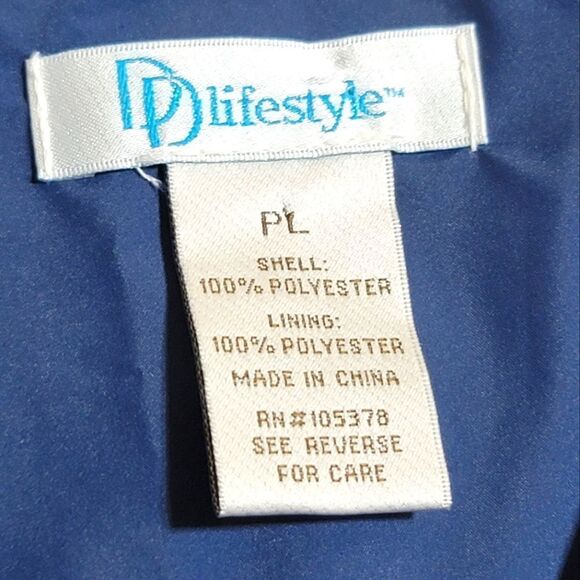 DD lifestyle™
PL
SHELL:
100% POLYESTER
LINING:
100% POLYESTER
MADE IN CHINA
RN#105378
SEE REVERSE
FOR CARE